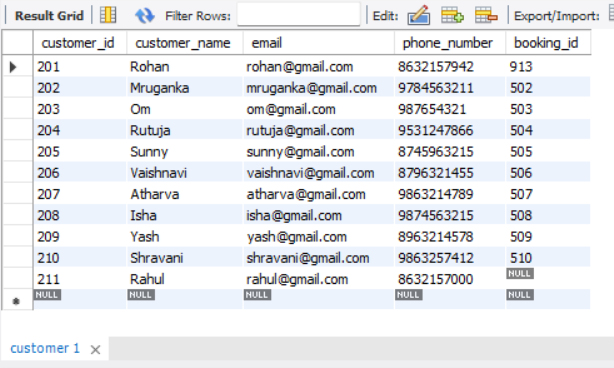 Result Grid Filter Rows: Edit: Export/Import:
customer_id customer_name email phone_number booking_id
201 Rohan rohan@gmail.com 8632157942 913
202 Mruganka mruganka@gmail.com 9784563211 502
203 Om om@gmail.com 987654321 503
204 Rutuja rutuja@gmail.com 9531247866 504
205 Sunny sunny@gmail.com 8745963215 505
206 Vaishnavi vaishnavi@gmail.com 8796321455 506
207 Atharva atharva@gmail.com 9863214789 507
208 Isha isha@gmail.com 9874563215 508
209 Yash yash@gmail.com 8963214578 509
210 Shravani shravani@gmail.com 9863257412 510
211 Rahul rahul@gmail.com 8632157000 NULL
NULL NULL NULL NULL NULL
customer 1